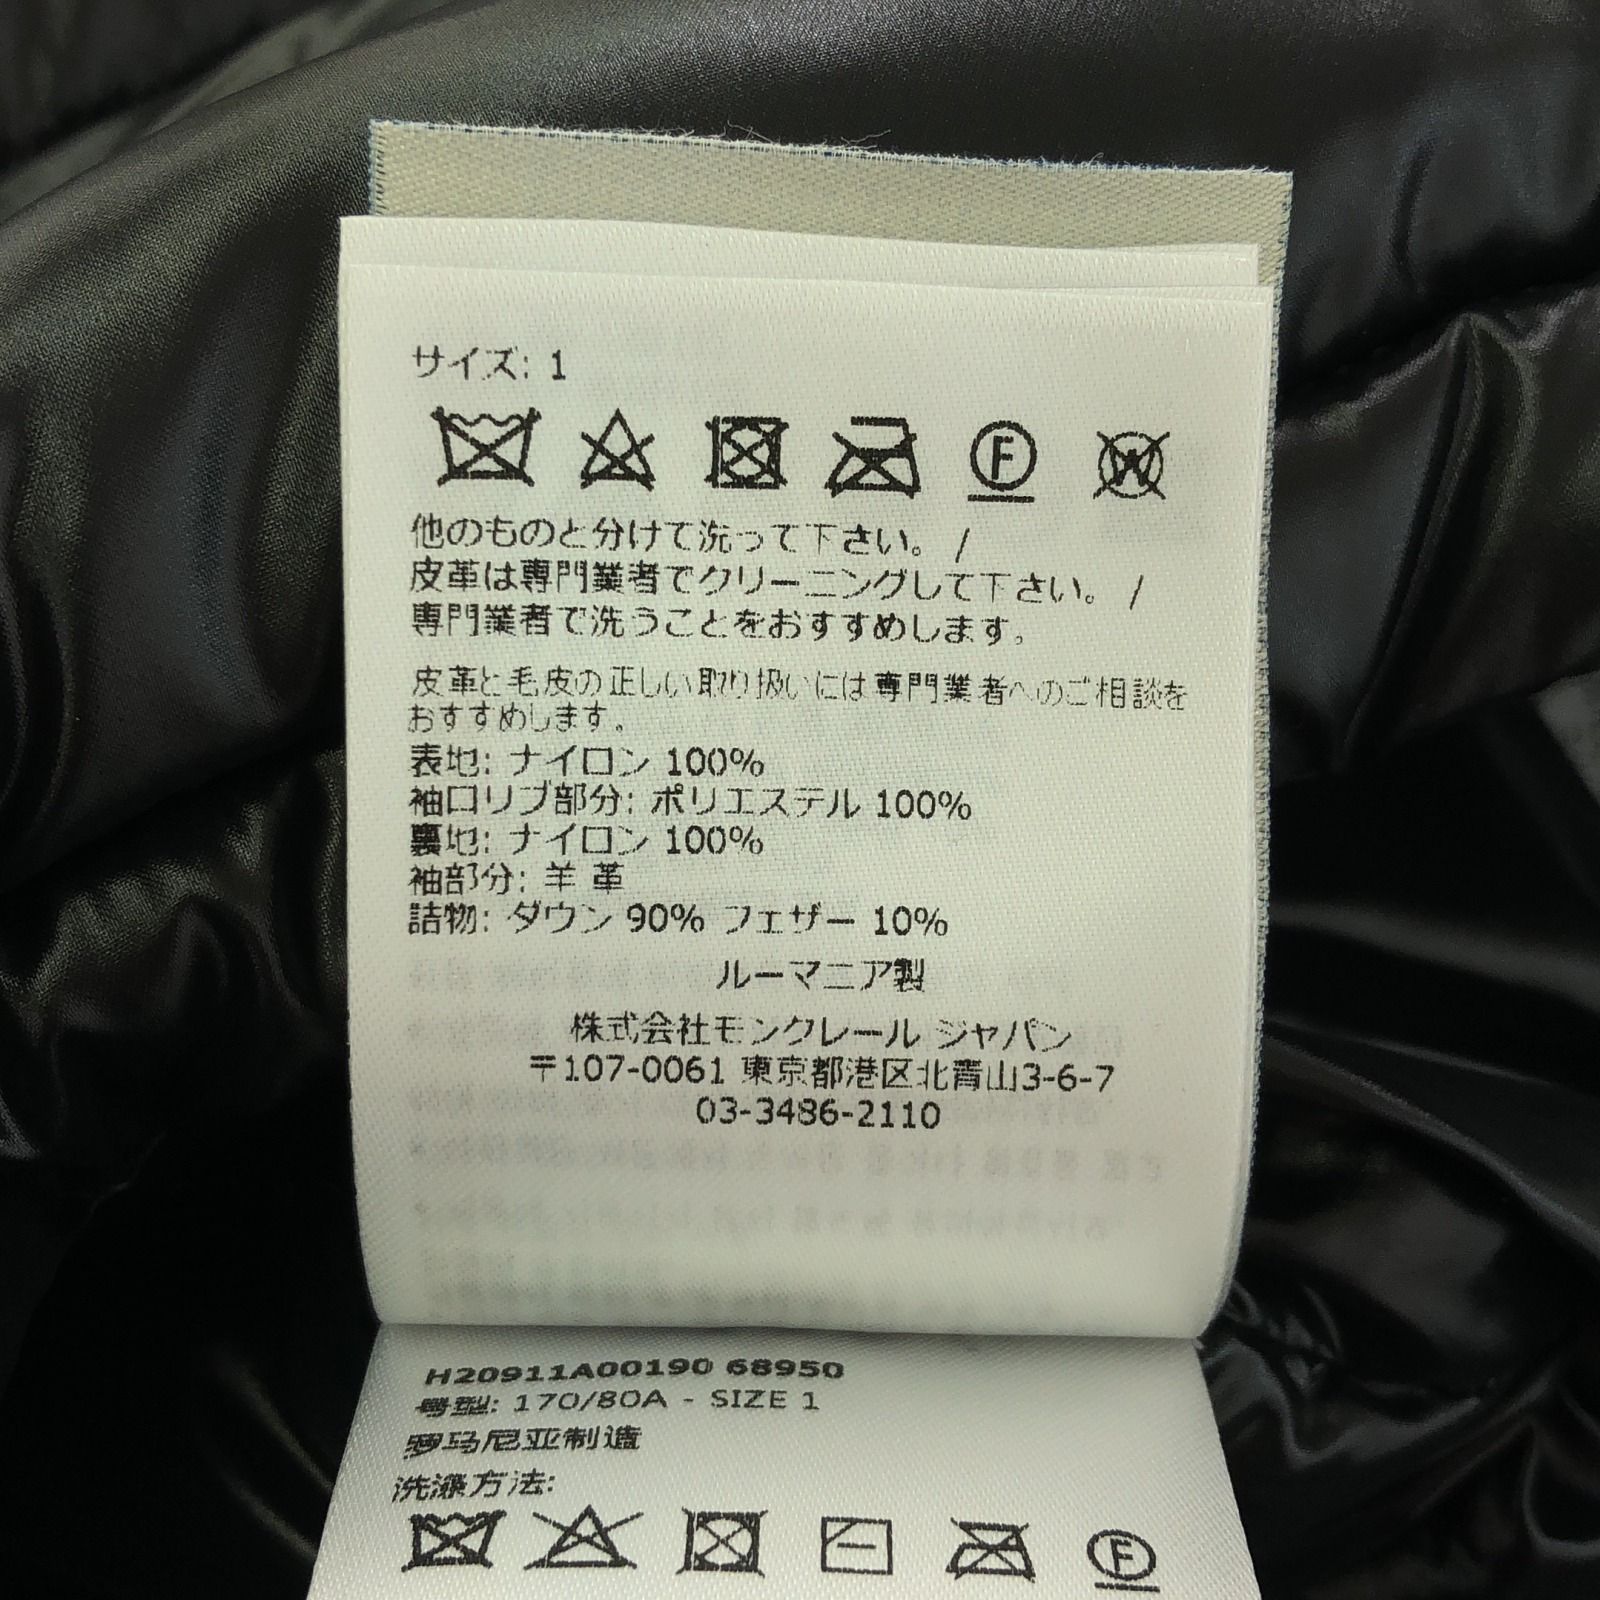 サイズ: 1
F
W
他のものと分けて洗って下さい。 /
皮革は専門業者でクリーニングして下さい。 /
専門業者で洗うことをおすすめします。
皮革と毛皮の正しい取り扱いには専門業者へのご相談を
おすすめします。
表地: ナイロン 100%
袖口リブ部分: ポリエステル 100%
裏地: ナイロン 100%
袖部分: 羊 革
詰物: ダウン 90% フェザー 10%
ルーマニア製
株式会社モンクレール ジャパン
〒107-0061 東京都港区北青山3-6-7
03-3486-2110
H20911A00190 68950
号型: 170/80A - SIZE 1
罗马尼亚制造
洗涤方法:
F